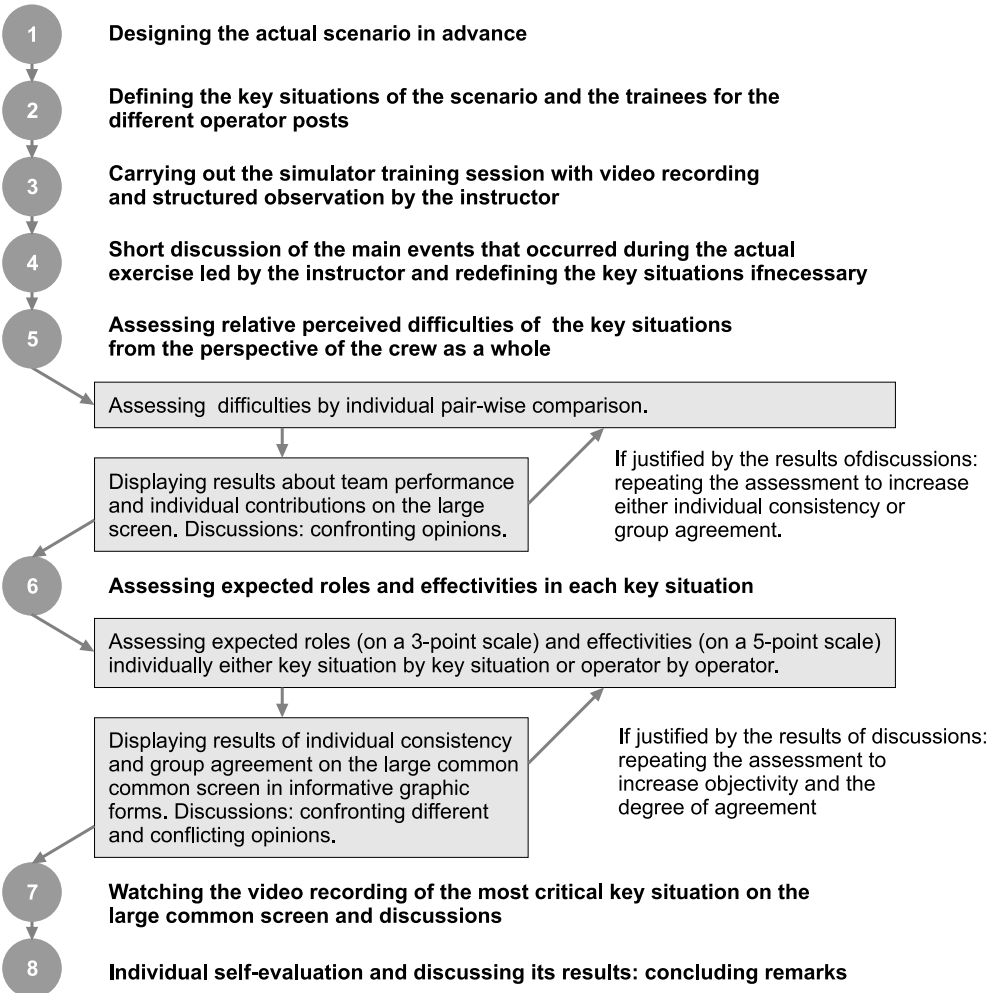 1
Designing the actual scenario in advance
2
Defining the key situations of the scenario and the trainees for the
different operator posts
3
Carrying out the simulator training session with video recording
and structured observation by the instructor
4
Short discussion of the main events that occurred during the actual
exercise led by the instructor and redefining the key situations ifnecessary
5
Assessing relative perceived difficulties of the key situations
from the perspective of the crew as a whole
Assessing difficulties by individual pair-wise comparison.
Displaying results about team performance
and individual contributions on the large
screen. Discussions: confronting opinions.
If justified by the results ofdiscussions:
repeating the assessment to increase
either individual consistency or
group agreement.
6
Assessing expected roles and effectivities in each key situation
Assessing expected roles (on a 3-point scale) and effectivities (on a 5-point scale)
individually either key situation by key situation or operator by operator.
Displaying results of individual consistency
and group agreement on the large common
common screen in informative graphic
forms. Discussions: confronting different
and conflicting opinions.
If justified by the results of discussions:
repeating the assessment to
increase objectivity and the
degree of agreement
7
Watching the video recording of the most critical key situation on the
large common screen and discussions
8
Individual self-evaluation and discussing its results: concluding remarks